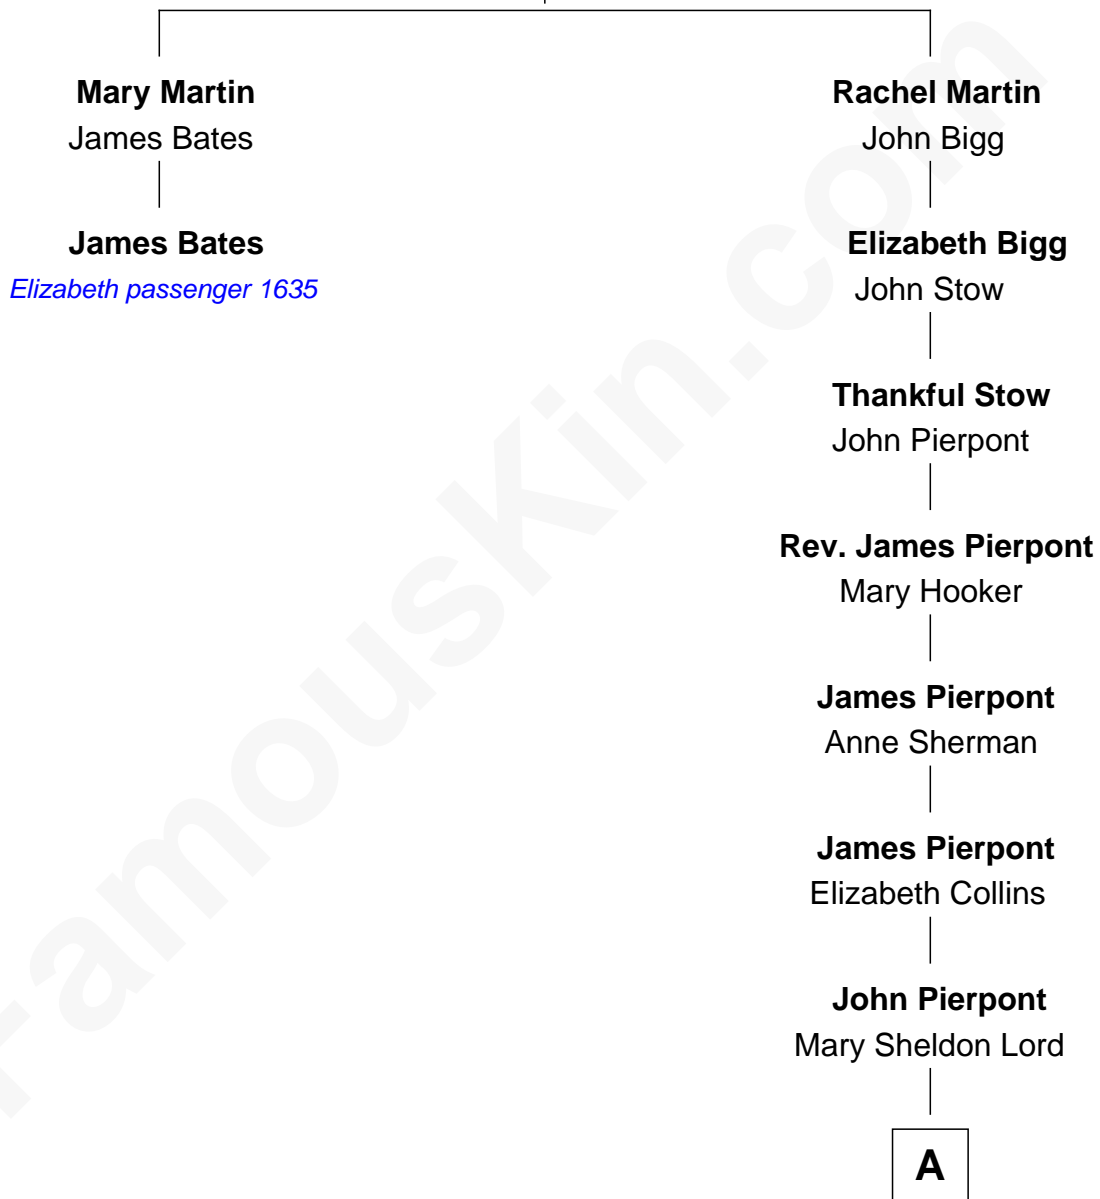 Mary Martin
James Bates
James Bates
Elizabeth passenger 1635
Rachel Martin
John Bigg
Elizabeth Bigg
John Stow
Thankful Stow
John Pierpont
Rev. James Pierpont
Mary Hooker
James Pierpont
Anne Sherman
James Pierpont
Elizabeth Collins
John Pierpont
Mary Sheldon Lord
A
FamousKin.com